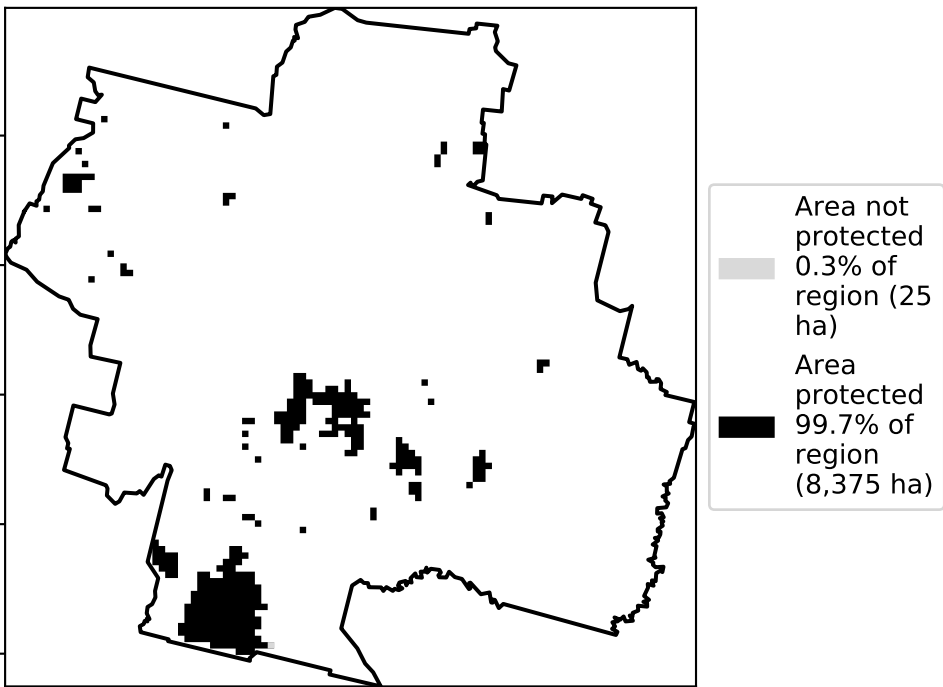 Area not
protected
0.3% of
region (25
ha)
Area
protected
99.7% of
region
(8,375 ha)